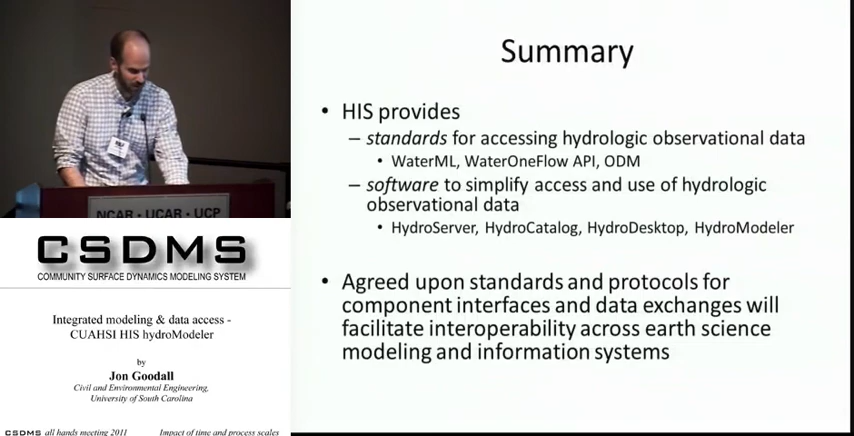 NCAR · UCAR · UCP
CSDMS
COMMUNITY SURFACE DYNAMICS MODELING SYSTEM
Integrated modeling & data access -
CUAHSI HIS hydroModeler
by
Jon Goodall
Civil and Environmental Engineering,
University of South Carolina
CSDMS all hands meeting 2011 Impact of time and process scales
Summary
• HIS provides
– standards for accessing hydrologic observational data
• WaterML, WaterOneFlow API, ODM
– software to simplify access and use of hydrologic
observational data
• HydroServer, HydroCatalog, HydroDesktop, HydroModeler
• Agreed upon standards and protocols for
component interfaces and data exchanges will
facilitate interoperability across earth science
modeling and information systems